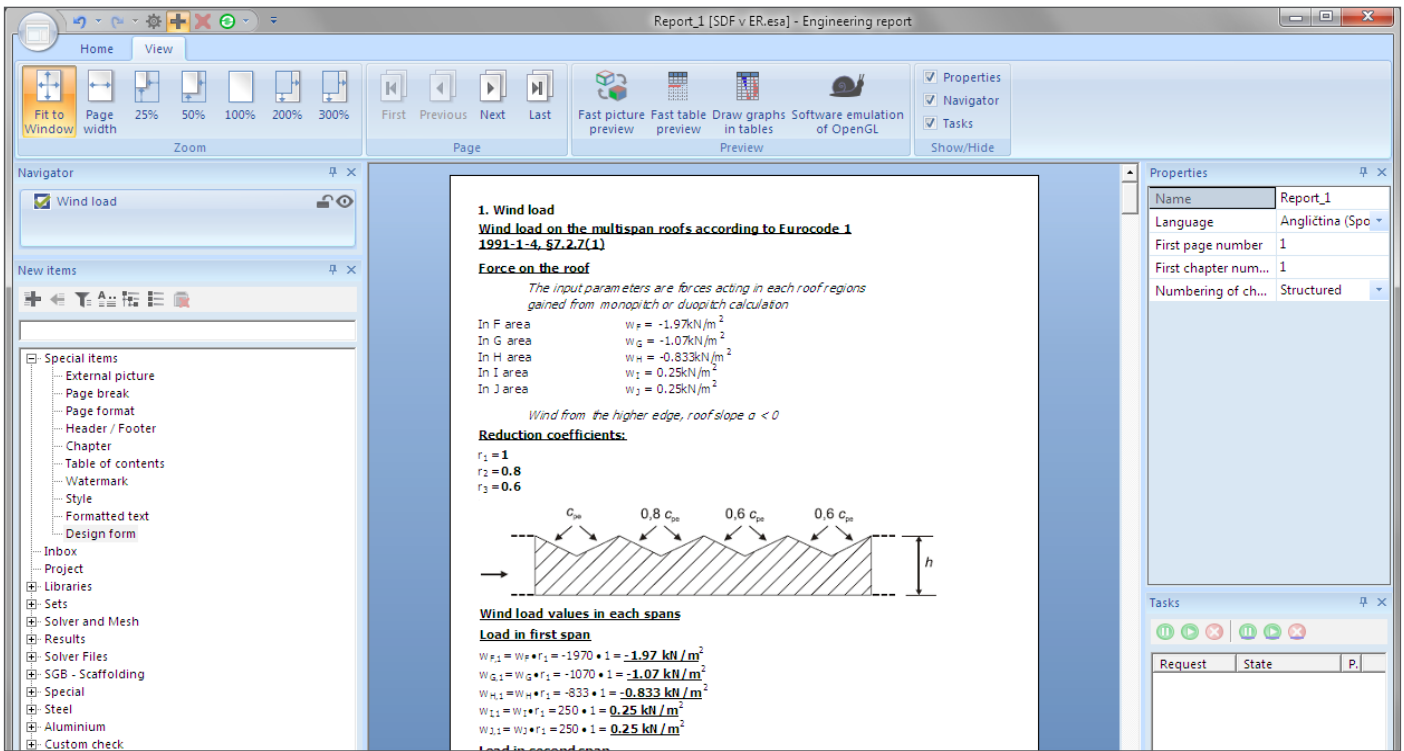 Report_1 [SDF v ER.esa] - Engineering report
Home View
Fit to Window
Page width
25%
50%
100%
200%
300%
Zoom
First
Previous
Next
Last
Page
Fast picture preview
Fast table preview
Draw graphs in tables
Software emulation of OpenGL
Preview
Properties
Navigator
Tasks
Show/Hide
Navigator
Wind load
New items
Special items
External picture
Page break
Page format
Header / Footer
Chapter
Table of contents
Watermark
Style
Formatted text
Design form
Inbox
Project
Libraries
Sets
Solver and Mesh
Results
Solver Files
SGB - Scaffolding
Special
Steel
Aluminium
Custom check
1. Wind load
Wind load on the multispan roofs according to Eurocode 1
1991-1-4, §7.2.7(1)
Force on the roof
The input parameters are forces acting in each roof regions
gained from monopitch or duopitch calculation
In F area w_F = -1.97kN/m²
In G area w_G = -1.07kN/m²
In H area w_H = -0.833kN/m²
In I area w_I = 0.25kN/m²
In J area w_J = 0.25kN/m²
Wind from the higher edge, roof slope α < 0
Reduction coefficients:
r₁ = 1
r₂ = 0.8
r₃ = 0.6
c_pe 0,8 c_pe 0,6 c_pe 0,6 c_pe
h
Wind load values in each spans
Load in first span
w_F,1 = w_F•r₁ = -1970 • 1 = -1.97 kN / m²
w_G,1 = w_G•r₁ = -1070 • 1 = -1.07 kN / m²
w_H,1 = w_H•r₁ = -833 • 1 = -0.833 kN / m²
w_I,1 = w_I•r₁ = 250 • 1 = 0.25 kN / m²
w_J,1 = w_J•r₁ = 250 • 1 = 0.25 kN / m²
Load in second span
Properties
Name Report_1
Language Angličtina (Spo
First page number 1
First chapter num... 1
Numbering of ch... Structured
Tasks
Request State P.